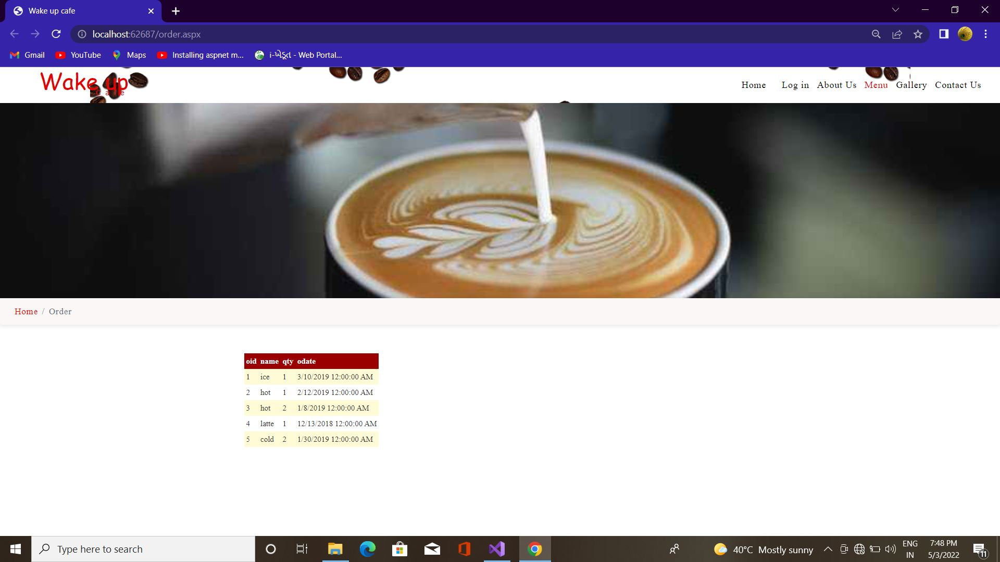 Wake up cafe
localhost:62687/order.aspx
Gmail YouTube Maps Installing aspnet m... i-ખેડૂત - Web Portal...
Wake up
Cafe
Home Log in About Us Menu Gallery Contact Us
Home / Order
oid name qty odate
1 ice 1 3/10/2019 12:00:00 AM
2 hot 1 2/12/2019 12:00:00 AM
3 hot 2 1/8/2019 12:00:00 AM
4 latte 1 12/13/2018 12:00:00 AM
5 cold 2 1/30/2019 12:00:00 AM
Type here to search
40°C Mostly sunny
ENG
IN
7:48 PM
5/3/2022
11